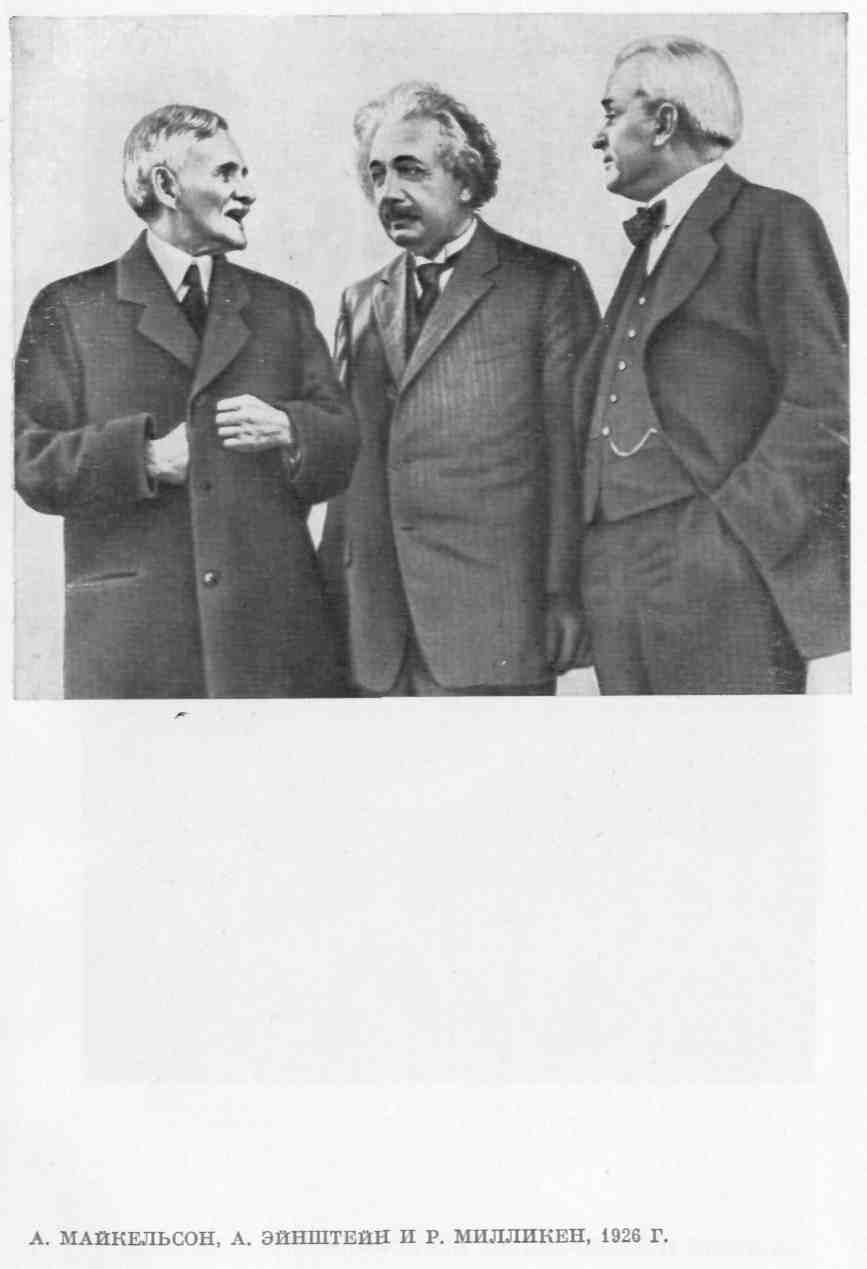 А. МАЙКЕЛЬСОН, А. ЭЙНШТЕЙН И Р. МИЛЛИКЕН, 1926 Г.